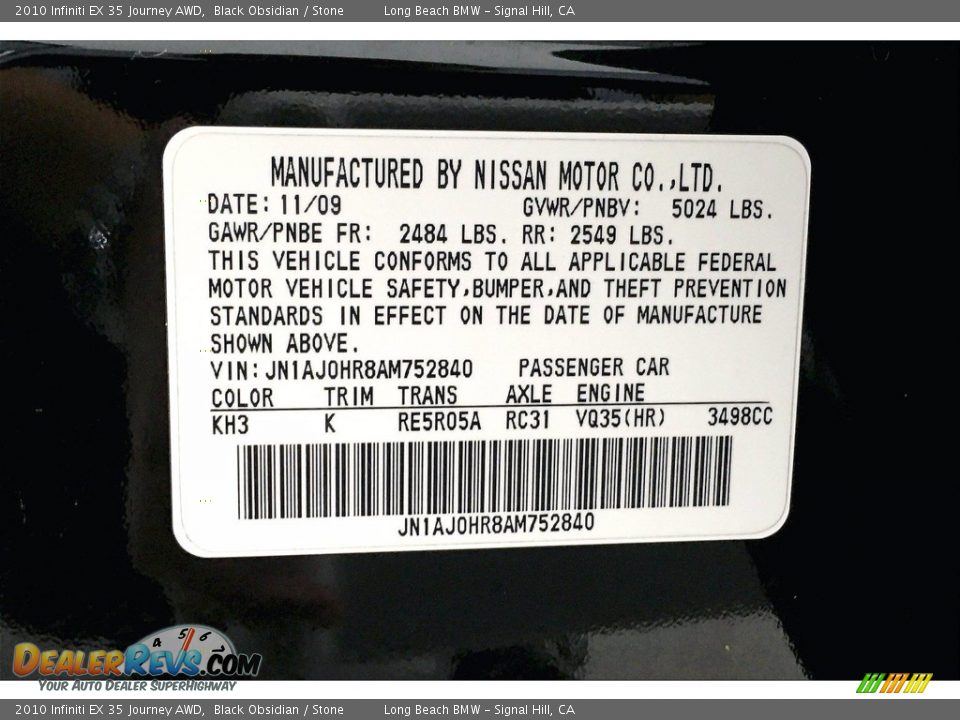 2010 Infiniti EX 35 Journey AWD, Black Obsidian / Stone Long Beach BMW - Signal Hill, CA
MANUFACTURED BY NISSAN MOTOR CO.,LTD.
DATE: 11/09 GVWR/PNBV: 5024 LBS.
GAWR/PNBE FR: 2484 LBS. RR: 2549 LBS.
THIS VEHICLE CONFORMS TO ALL APPLICABLE FEDERAL
MOTOR VEHICLE SAFETY,BUMPER,AND THEFT PREVENTION
STANDARDS IN EFFECT ON THE DATE OF MANUFACTURE
SHOWN ABOVE.
VIN: JN1AJ0HR8AM752840 PASSENGER CAR
COLOR TRIM TRANS AXLE ENGINE
KH3 K RE5R05A RC31 VQ35(HR) 3498CC
JN1AJ0HR8AM752840
4 5 6
DEALERREVS.COM
YOUR AUTO DEALER SUPERHIGHWAY
2010 Infiniti EX 35 Journey AWD, Black Obsidian / Stone Long Beach BMW - Signal Hill, CA